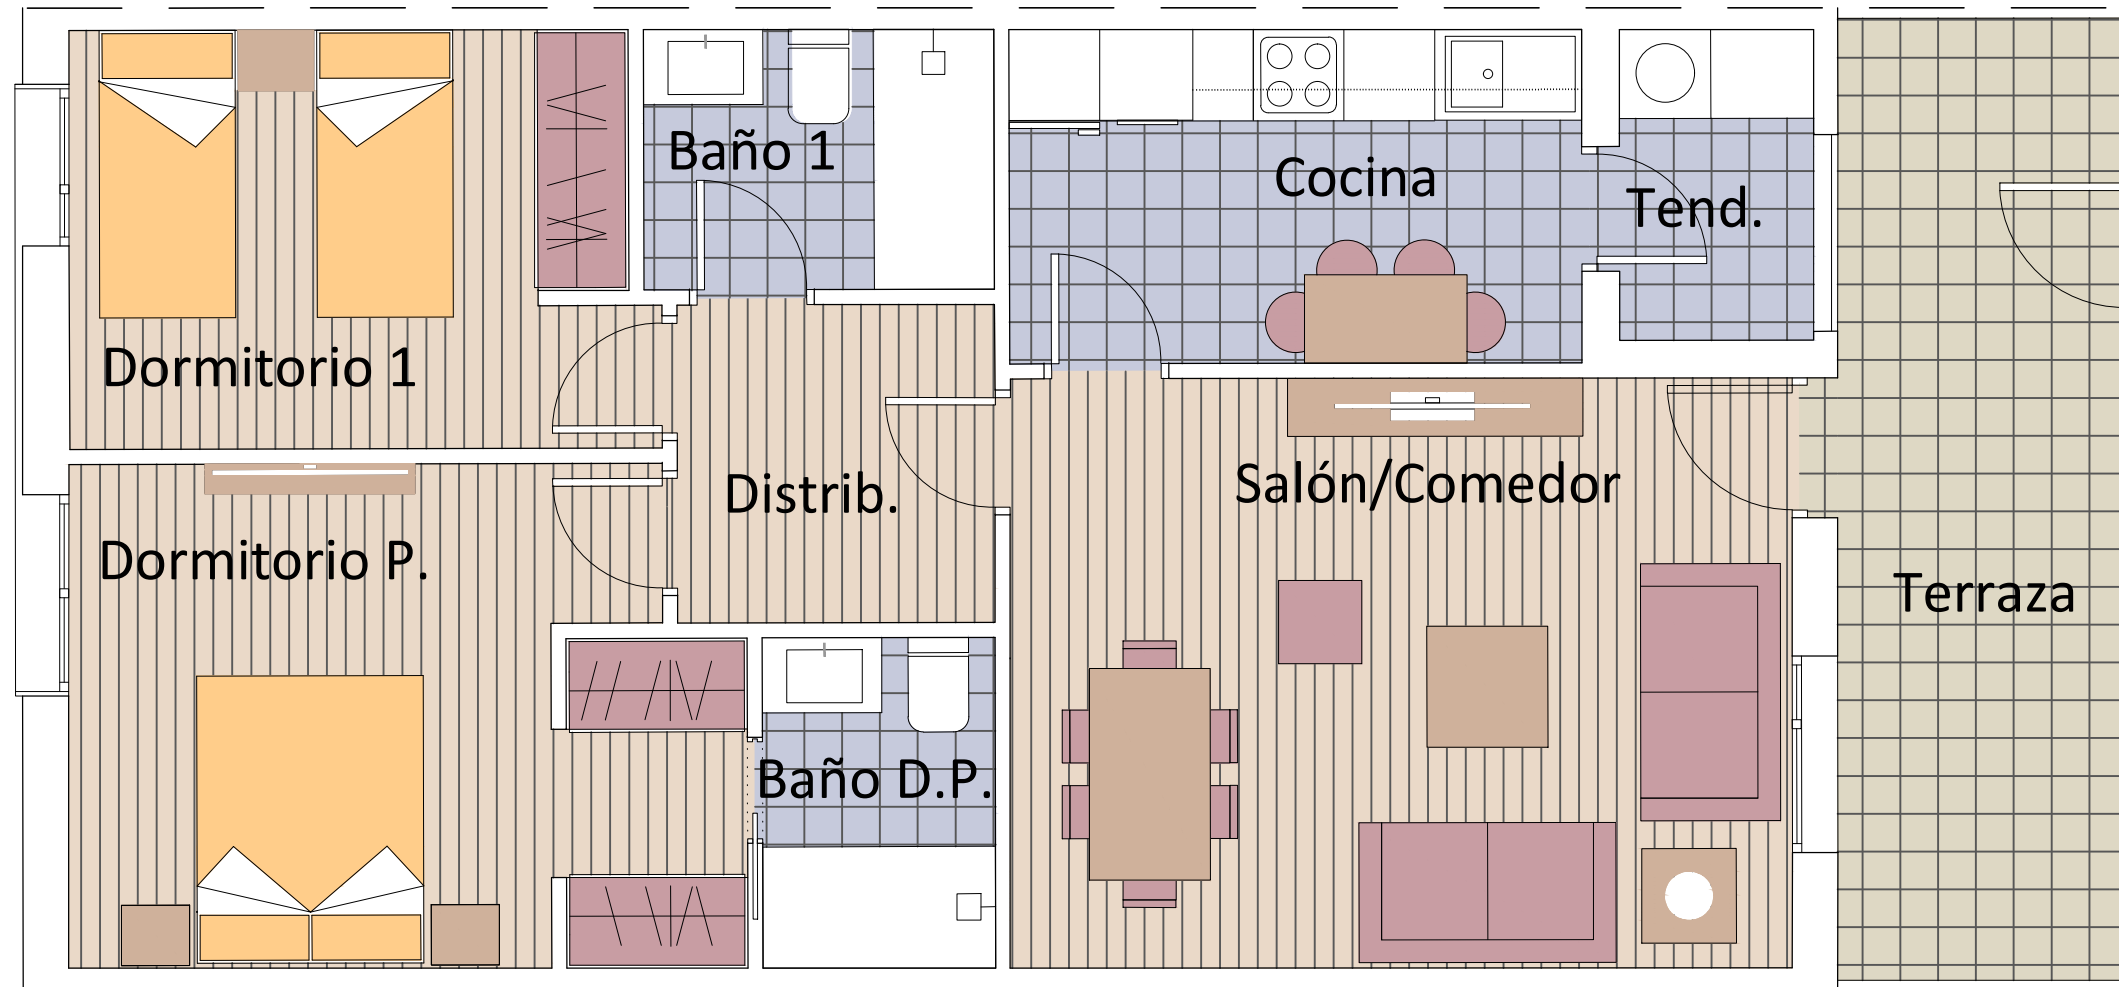 Baño 1
Cocina
Tend.
Dormitorio 1
Distrib.
Salón/Comedor
Dormitorio P.
Terraza
Baño D.P.